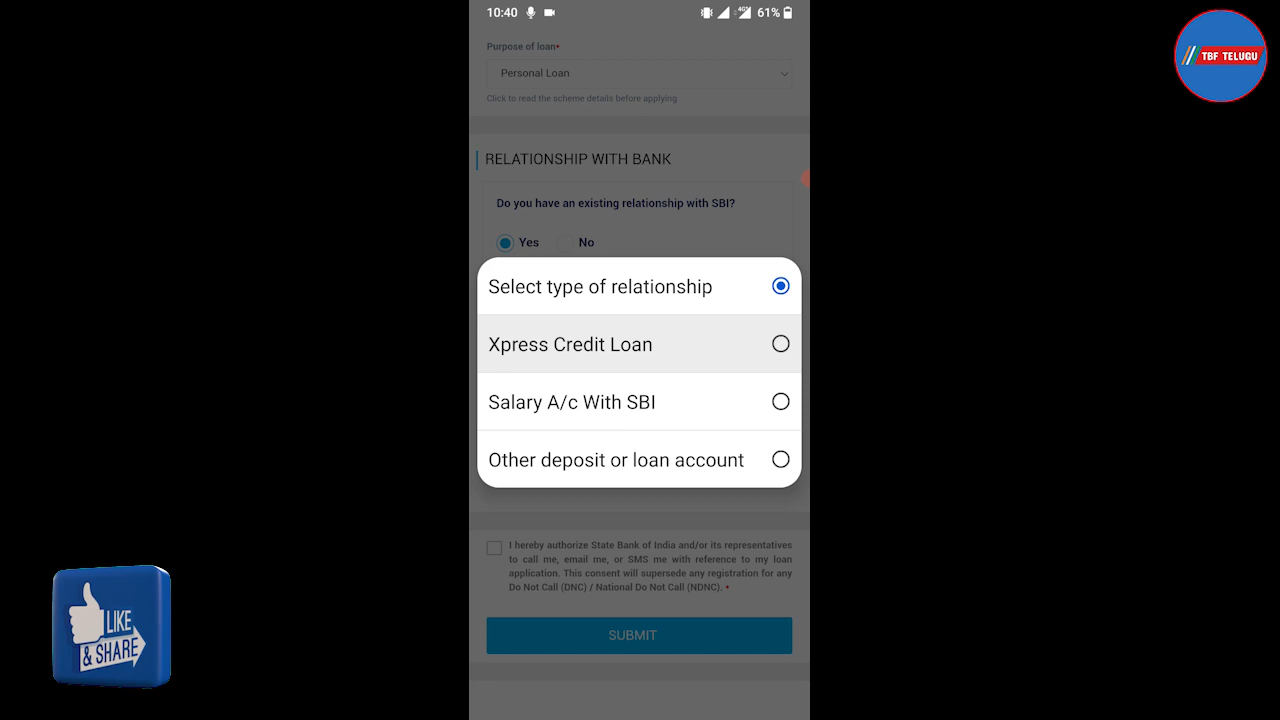 10:40
4G
61%
TBF TELUGU
Purpose of loan•
Personal Loan
Click to read the scheme details before applying
RELATIONSHIP WITH BANK
Do you have an existing relationship with SBI?
Yes
No
Select type of relationship
Xpress Credit Loan
Salary A/c With SBI
Other deposit or loan account
I hereby authorize State Bank of India and/or its representatives
to call me, email me, or SMS me with reference to my loan
application. This consent will supersede any registration for any
Do Not Call (DNC) / National Do Not Call (NDNC). •
SUBMIT
LIKE
& SHARE